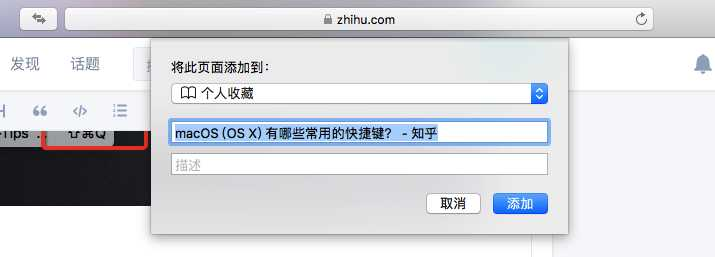 zhihu.com
发现
话题
将此页面添加到：
个人收藏
macOS (OS X) 有哪些常用的快捷键？ - 知乎
Tips ... ⇧⌘Q
描述
取消
添加